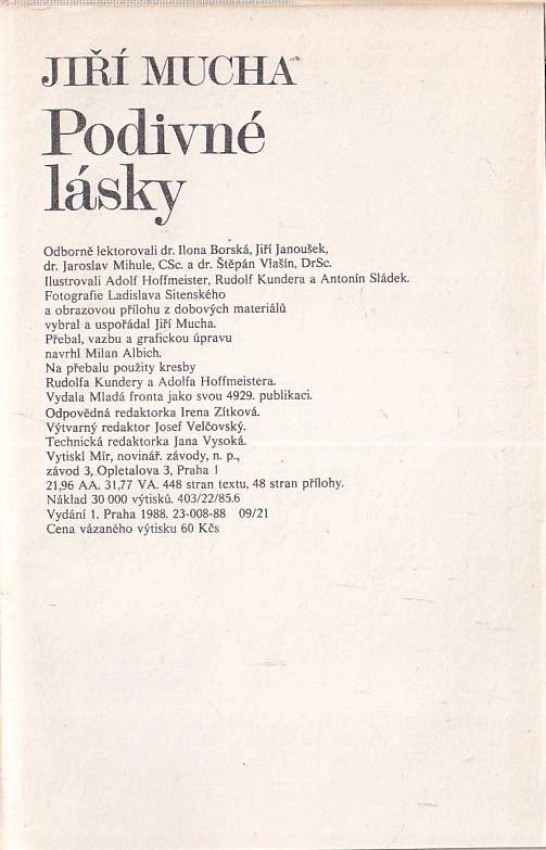 JIŘÍ MUCHA
Podivné
lásky
Odborně lektorovali dr. Ilona Borská, Jiří Janoušek,
dr. Jaroslav Mihule, CSc. a dr. Štěpán Vlašín, DrSc.
Ilustrovali Adolf Hoffmeister, Rudolf Kundera a Antonín Sládek.
Fotografie Ladislava Sitenského
a obrazovou přílohu z dobových materiálů
vybral a uspořádal Jiří Mucha.
Přebal, vazbu a grafickou úpravu
navrhl Milan Albich.
Na přebalu použity kresby
Rudolfa Kundery a Adolfa Hoffmeistera.
Vydala Mladá fronta jako svou 4929. publikaci.
Odpovědná redaktorka Irena Zítková.
Výtvarný redaktor Josef Velčovský.
Technická redaktorka Jana Vysoká.
Vytiskl Mír, novinář. závody, n. p.,
závod 3, Opletalova 3, Praha 1
21,96 AA. 31,77 VA. 448 stran textu, 48 stran přílohy.
Náklad 30 000 výtisků. 403/22/85.6
Vydání 1. Praha 1988. 23-008-88 09/21
Cena vázaného výtisku 60 Kčs